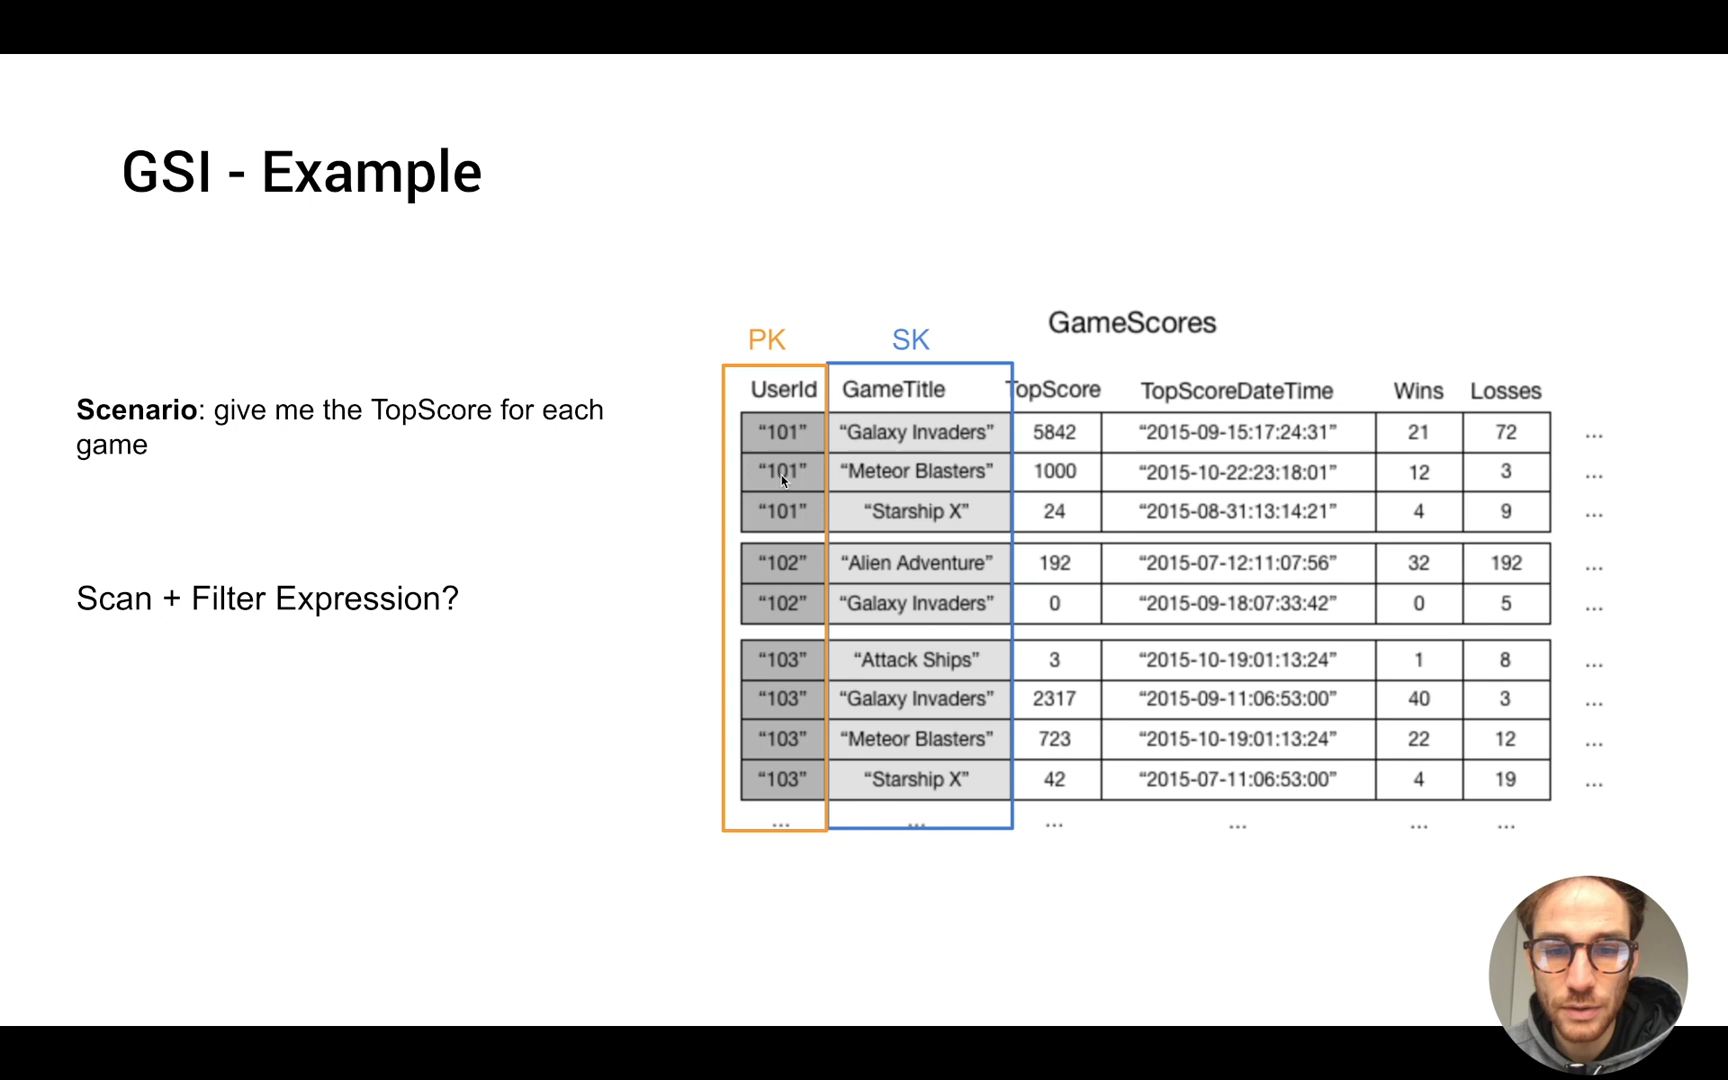 GSI - Example
Scenario: give me the TopScore for each
game
Scan + Filter Expression?
GameScores
PK SK
UserId GameTitle TopScore TopScoreDateTime Wins Losses
“101” “Galaxy Invaders” 5842 “2015-09-15:17:24:31” 21 72 ...
“101” “Meteor Blasters” 1000 “2015-10-22:23:18:01” 12 3 ...
“101” “Starship X” 24 “2015-08-31:13:14:21” 4 9 ...
“102” “Alien Adventure” 192 “2015-07-12:11:07:56” 32 192 ...
“102” “Galaxy Invaders” 0 “2015-09-18:07:33:42” 0 5 ...
“103” “Attack Ships” 3 “2015-10-19:01:13:24” 1 8 ...
“103” “Galaxy Invaders” 2317 “2015-09-11:06:53:00” 40 3 ...
“103” “Meteor Blasters” 723 “2015-10-19:01:13:24” 22 12 ...
“103” “Starship X” 42 “2015-07-11:06:53:00” 4 19 ...
... ... ... ... ... ...